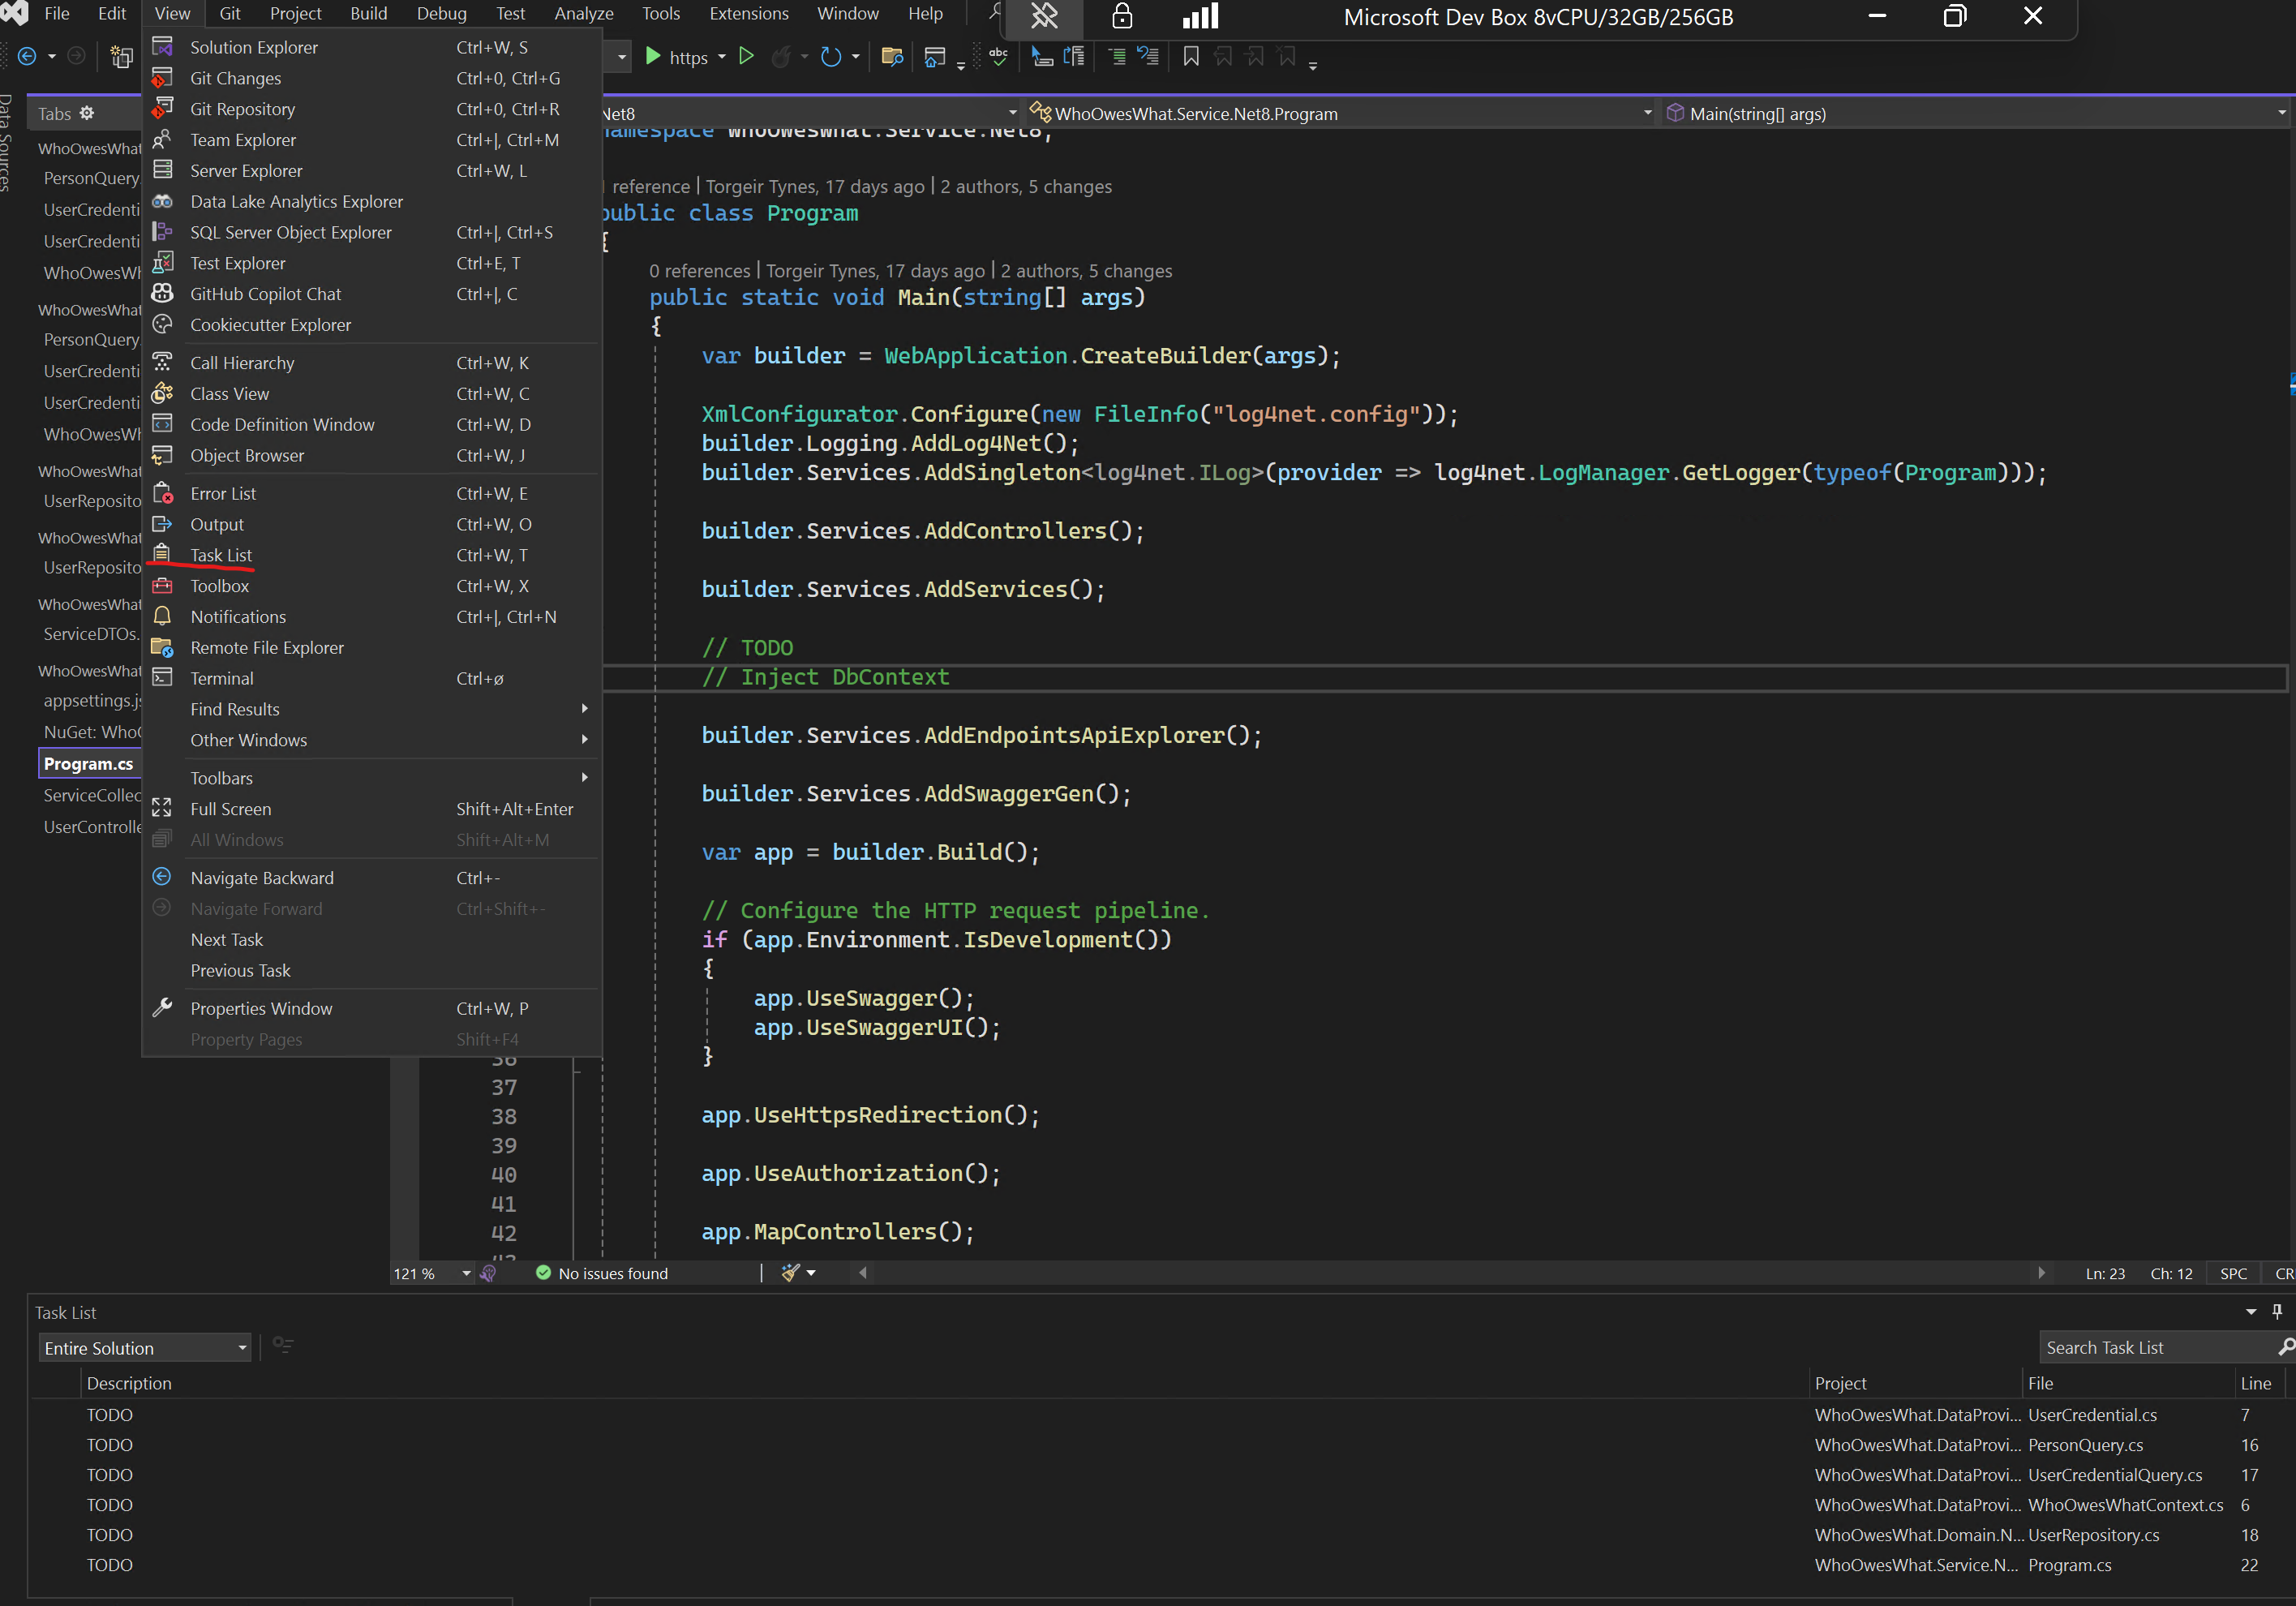 File Edit View Git Project Build Debug Test Analyze Tools Extensions Window Help
Microsoft Dev Box 8vCPU/32GB/256GB
https
abc
Data Sources
Tabs
WhoOwesWhat
PersonQuery.
UserCredenti
UserCredenti
WhoOwesWh
WhoOwesWhat
PersonQuery.
UserCredenti
UserCredenti
WhoOwesWh
WhoOwesWhat
UserReposito
WhoOwesWhat
UserReposito
WhoOwesWhat
ServiceDTOs.
WhoOwesWhat
appsettings.js
NuGet: WhoO
Program.cs
ServiceCollec
UserControlle
Solution Explorer Ctrl+W, S
Git Changes Ctrl+0, Ctrl+G
Git Repository Ctrl+0, Ctrl+R
Team Explorer Ctrl+|, Ctrl+M
Server Explorer Ctrl+W, L
Data Lake Analytics Explorer
SQL Server Object Explorer Ctrl+|, Ctrl+S
Test Explorer Ctrl+E, T
GitHub Copilot Chat Ctrl+|, C
Cookiecutter Explorer
Call Hierarchy Ctrl+W, K
Class View Ctrl+W, C
Code Definition Window Ctrl+W, D
Object Browser Ctrl+W, J
Error List Ctrl+W, E
Output Ctrl+W, O
Task List Ctrl+W, T
Toolbox Ctrl+W, X
Notifications Ctrl+|, Ctrl+N
Remote File Explorer
Terminal Ctrl+ø
Find Results
Other Windows
Toolbars
Full Screen Shift+Alt+Enter
All Windows Shift+Alt+M
Navigate Backward Ctrl+-
Navigate Forward Ctrl+Shift+-
Next Task
Previous Task
Properties Window Ctrl+W, P
Property Pages Shift+F4
Net8 WhoOwesWhat.Service.Net8.Program Main(string[] args)
namespace WhoOwesWhat.Service.Net8;
reference | Torgeir Tynes, 17 days ago | 2 authors, 5 changes
public class Program
{
0 references | Torgeir Tynes, 17 days ago | 2 authors, 5 changes
public static void Main(string[] args)
{
var builder = WebApplication.CreateBuilder(args);
XmlConfigurator.Configure(new FileInfo("log4net.config"));
builder.Logging.AddLog4Net();
builder.Services.AddSingleton<log4net.ILog>(provider => log4net.LogManager.GetLogger(typeof(Program)));
builder.Services.AddControllers();
builder.Services.AddServices();
// TODO
// Inject DbContext
builder.Services.AddEndpointsApiExplorer();
builder.Services.AddSwaggerGen();
var app = builder.Build();
// Configure the HTTP request pipeline.
if (app.Environment.IsDevelopment())
{
app.UseSwagger();
app.UseSwaggerUI();
}
36
37
38 app.UseHttpsRedirection();
39
40 app.UseAuthorization();
41
42 app.MapControllers();
43
121 % No issues found Ln: 23 Ch: 12 SPC CR
Task List
Entire Solution Search Task List
Description Project File Line
TODO WhoOwesWhat.DataProvi... UserCredential.cs 7
TODO WhoOwesWhat.DataProvi... PersonQuery.cs 16
TODO WhoOwesWhat.DataProvi... UserCredentialQuery.cs 17
TODO WhoOwesWhat.DataProvi... WhoOwesWhatContext.cs 6
TODO WhoOwesWhat.Domain.N... UserRepository.cs 18
TODO WhoOwesWhat.Service.N... Program.cs 22